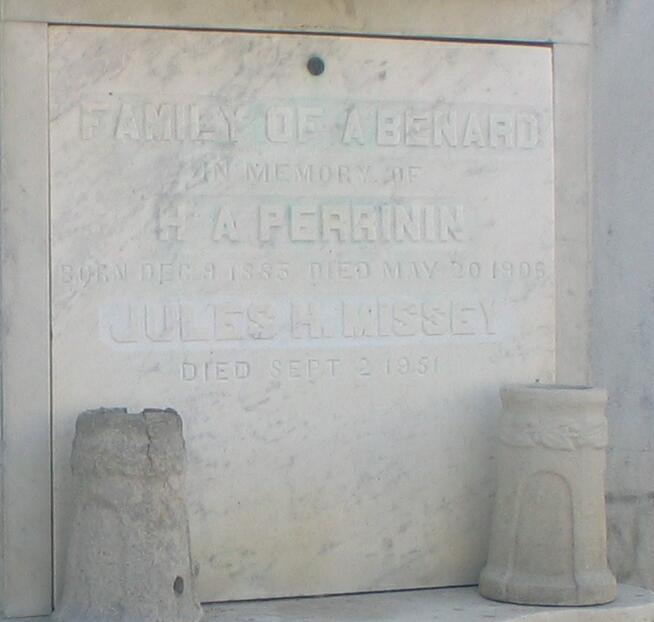 FAMILY OF A BENARD
IN MEMORY OF
H A PERRININ
BORN DEC 9 1885 DIED MAY 20 1906
JULES H. MISSEY
DIED SEPT 2 1951